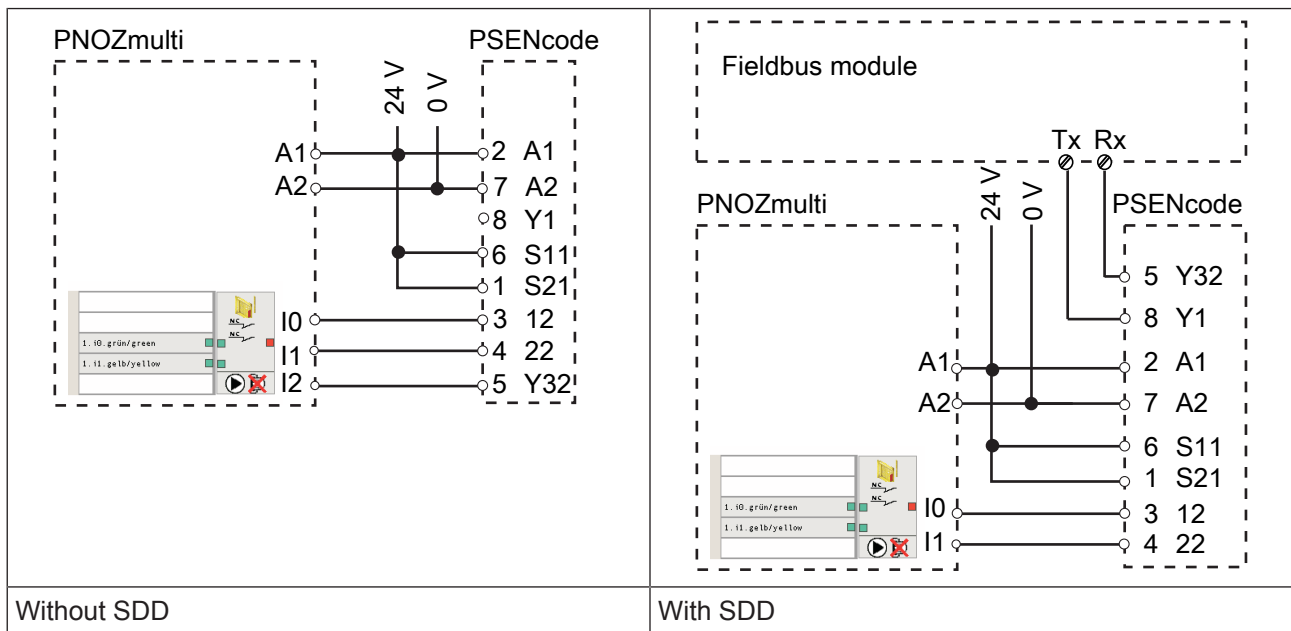 PNOZmulti
PSENcode
24 V
0 V
A1
2 A1
A2
7 A2
8 Y1
6 S11
1 S21
NC
NC
1.i0.grün/green
1.i1.gelb/yellow
I0
3 12
I1
4 22
I2
5 Y32
Without SDD
Fieldbus module
Tx Rx
PNOZmulti
24 V
0 V
PSENcode
5 Y32
8 Y1
A1
2 A1
A2
7 A2
6 S11
1 S21
NC
NC
1.i0.grün/green
1.i1.gelb/yellow
I0
3 12
I1
4 22
With SDD